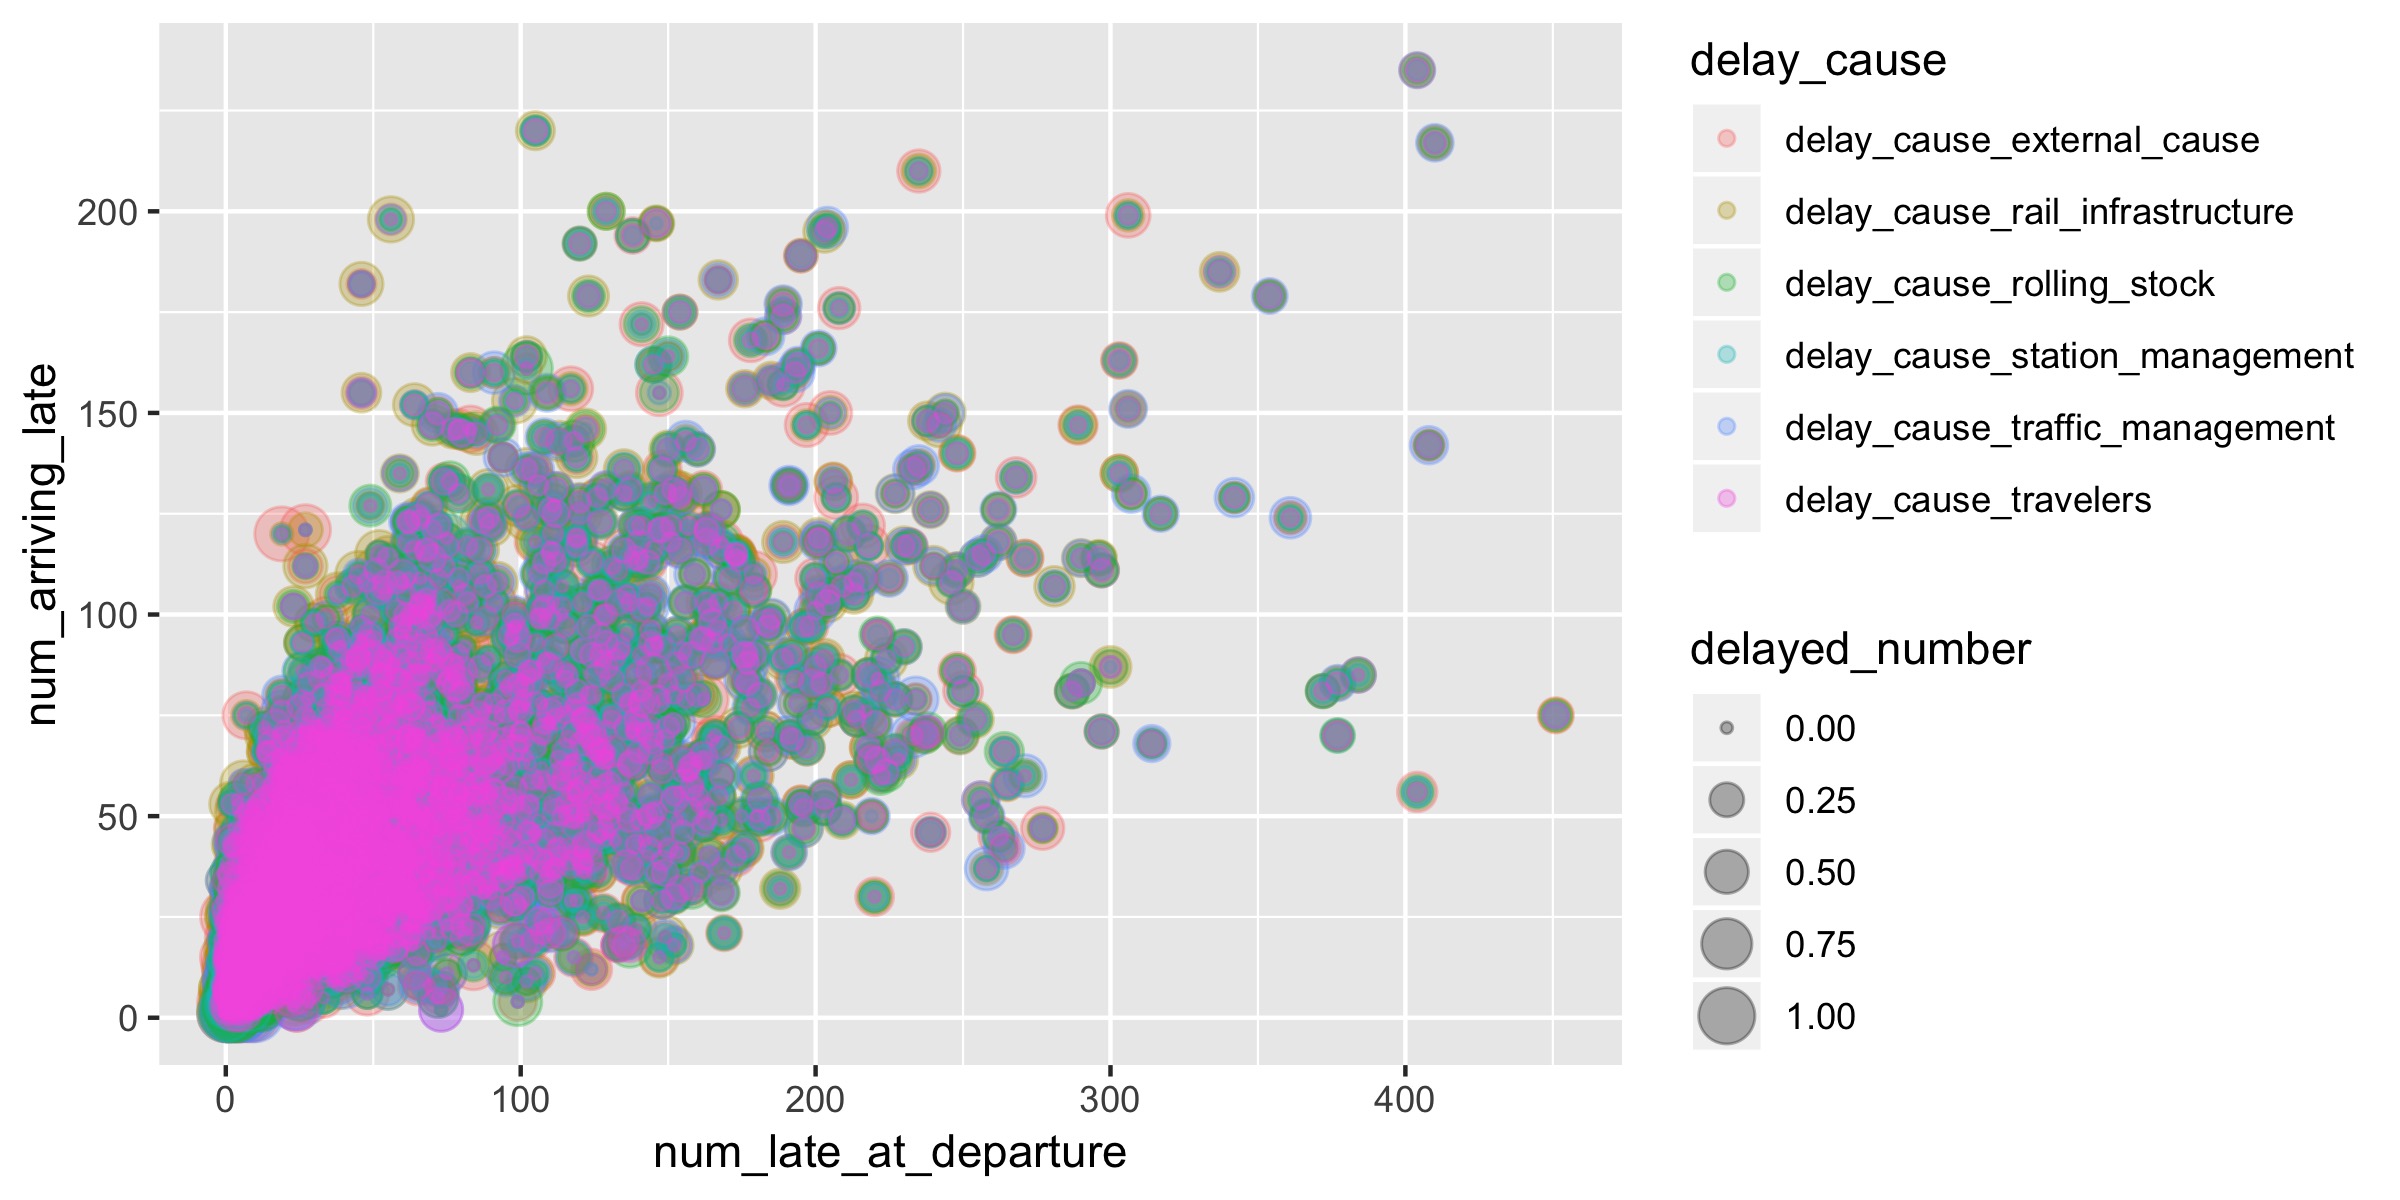 num_arriving_late
200
150
100
50
0
0
100
200
300
400
num_late_at_departure
delay_cause
delay_cause_external_cause
delay_cause_rail_infrastructure
delay_cause_rolling_stock
delay_cause_station_management
delay_cause_traffic_management
delay_cause_travelers
delayed_number
0.00
0.25
0.50
0.75
1.00